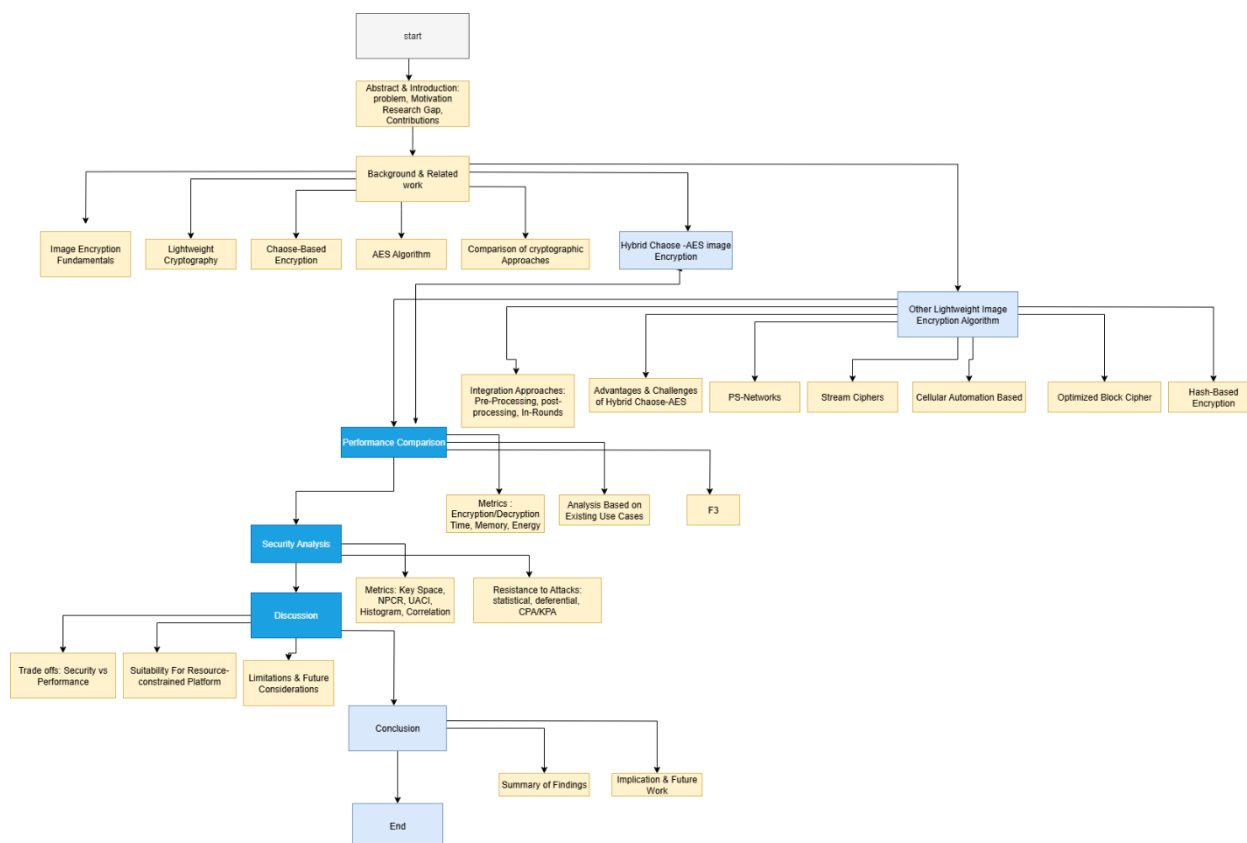 start
Abstract & Introduction:
problem, Motivation
Research Gap,
Contributions
Background & Related
work
Image Encryption
Fundamentals
Lightweight
Cryptography
Choose-Based
Encryption
AES Algorithm
Comparison of cryptographic
Approaches
Hybrid Choose -AES image
Encryption
Other Lightweight Image
Encryption Algorithm
Integration Approaches:
Pre-Processing, post-
processing, In-Rounds
Advantages & Challenges
of Hybrid Choose-AES
PS-Networks
Stream Ciphers
Cellular Automation Based
Optimized Block Cipher
Hash-Based
Encryption
Performance Comparison
Metrics :
Encryption/Decryption
Time, Memory, Energy
Analysis Based on
Existing Use Cases
F3
Security Analysis
Metrics: Key Space,
NPCR, UACI,
Histogram, Correlation
Resistance to Attacks:
statistical, deferential,
CPA/KPA
Discussion
Trade offs: Security vs
Performance
Suitability For Resource-
constrained Platform
Limitations & Future
Considerations
Conclusion
Summary of Findings
Implication & Future
Work
End